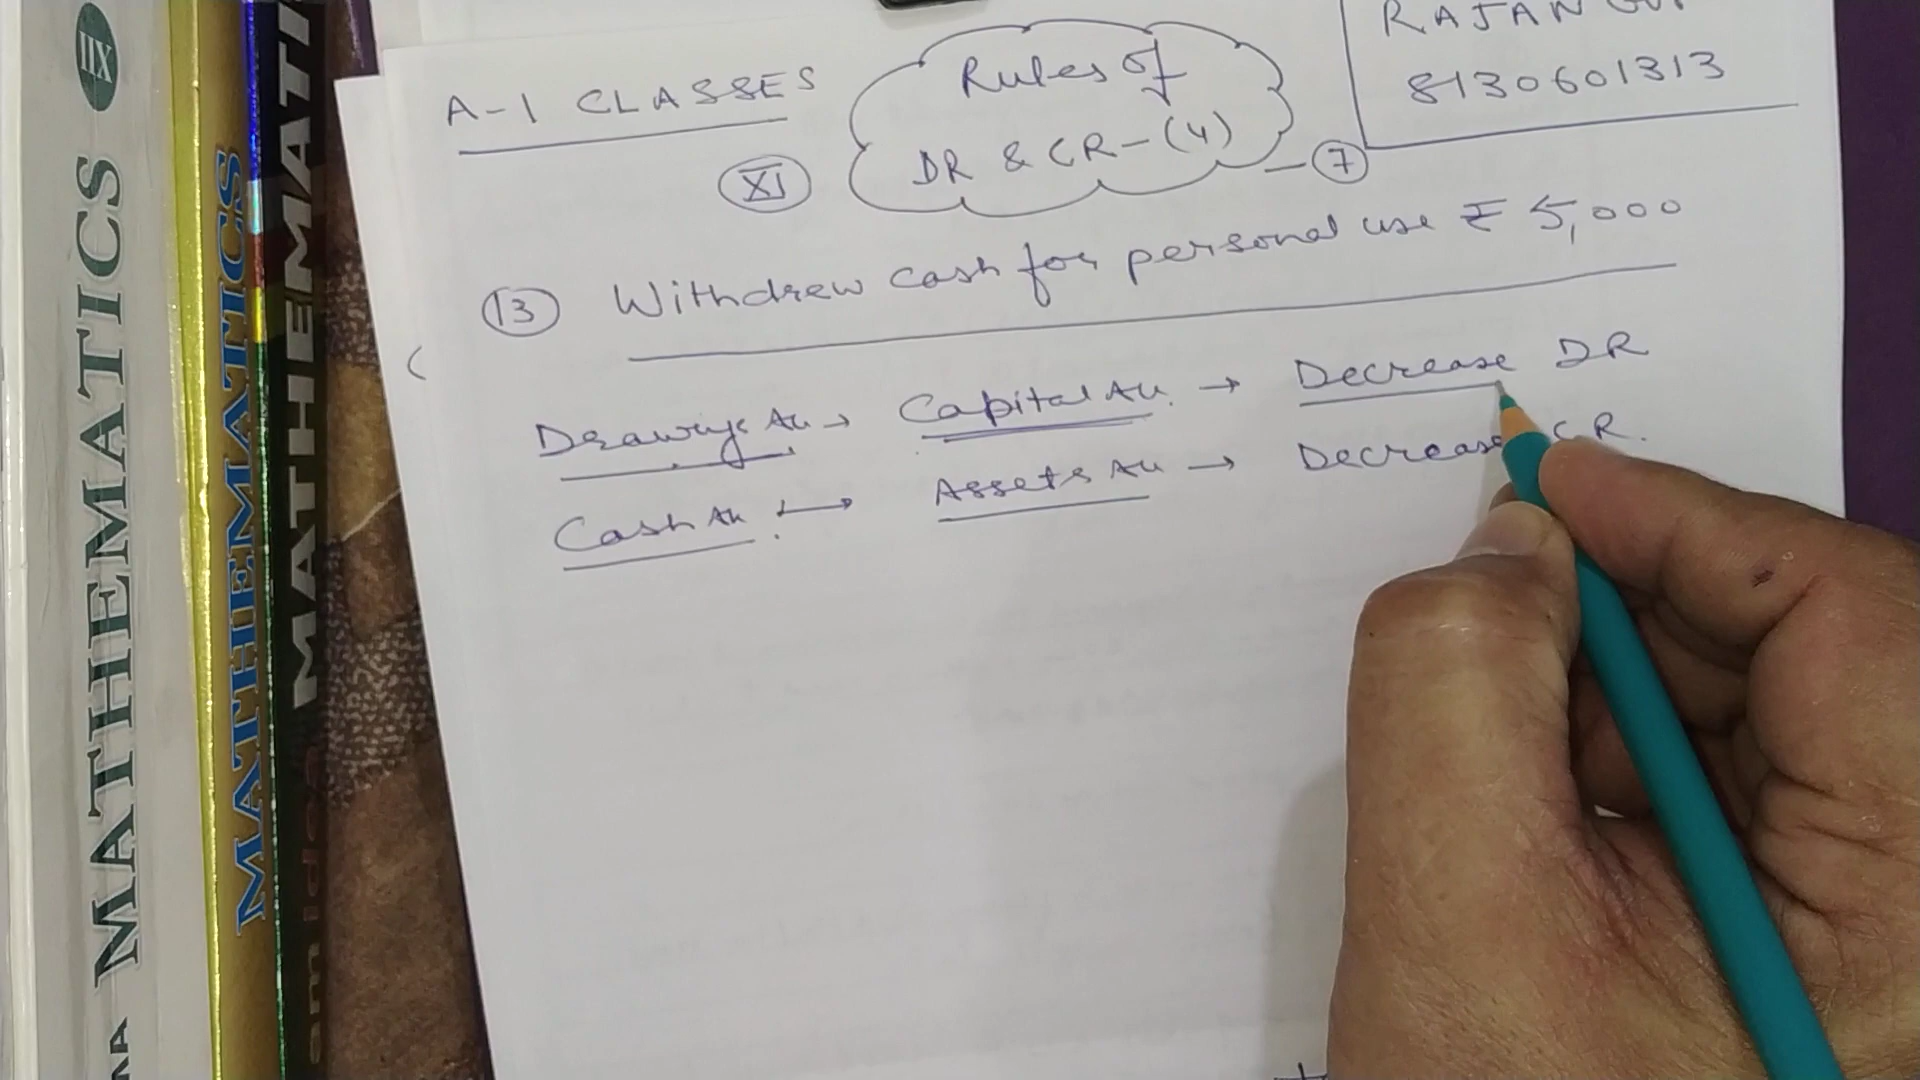 A-1 CLASSES
Rules of
DR & CR-(4)
XI
7
RAJAN
8130601313
13 Withdrew cash for personal use ₹ 5,000
Drawings A/c → Capital A/c. → Decrease DR
Cash A/c → Assets A/c → Decrease CR.
MATHEMATICS XII
MATHEMATICS
MATHEMATI